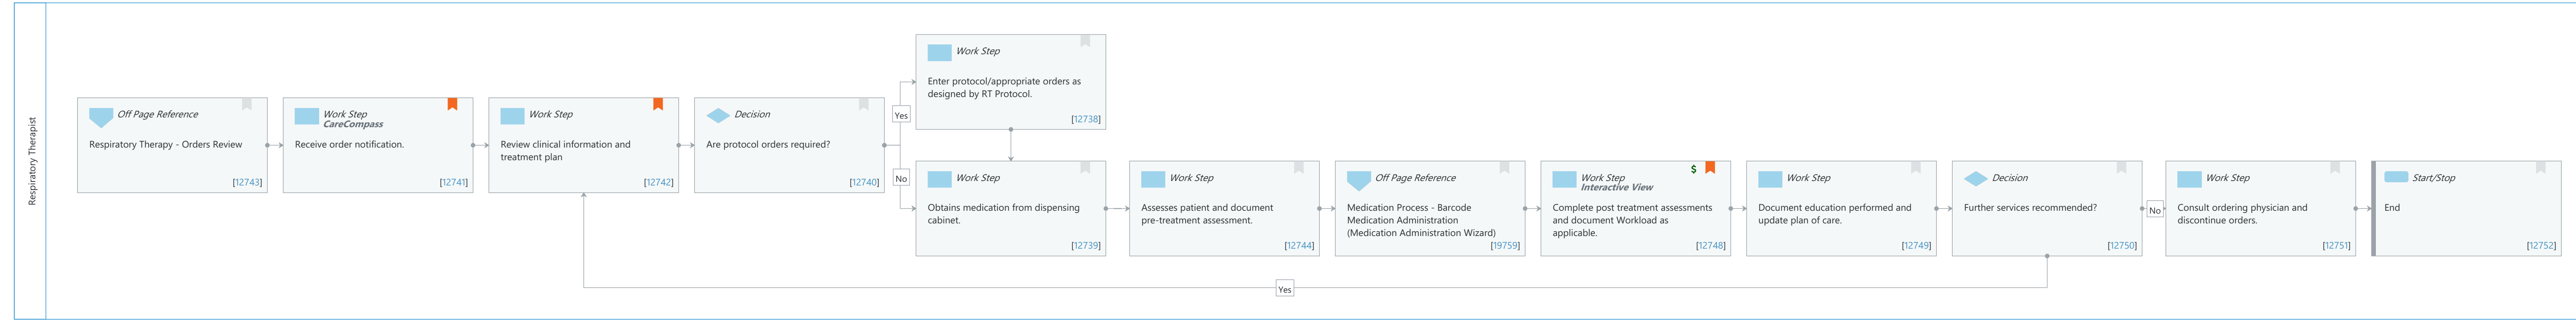 Respiratory Therapist
Off Page Reference
Respiratory Therapy - Orders Review
[12743]
Work Step
CareCompass
Receive order notification.
[12741]
Work Step
Review clinical information and
treatment plan
[12742]
Decision
Are protocol orders required?
[12740]
Yes
No
Work Step
Enter protocol/appropriate orders as
designed by RT Protocol.
[12738]
Work Step
Obtains medication from dispensing
cabinet.
[12739]
Work Step
Assesses patient and document
pre-treatment assessment.
[12744]
Off Page Reference
Medication Process - Barcode
Medication Administration
(Medication Administration Wizard)
[19759]
$
Work Step
Interactive View
Complete post treatment assessments
and document Workload as
applicable.
[12748]
Work Step
Document education performed and
update plan of care.
[12749]
Decision
Further services recommended?
[12750]
No
Work Step
Consult ordering physician and
discontinue orders.
[12751]
Start/Stop
End
[12752]
Yes